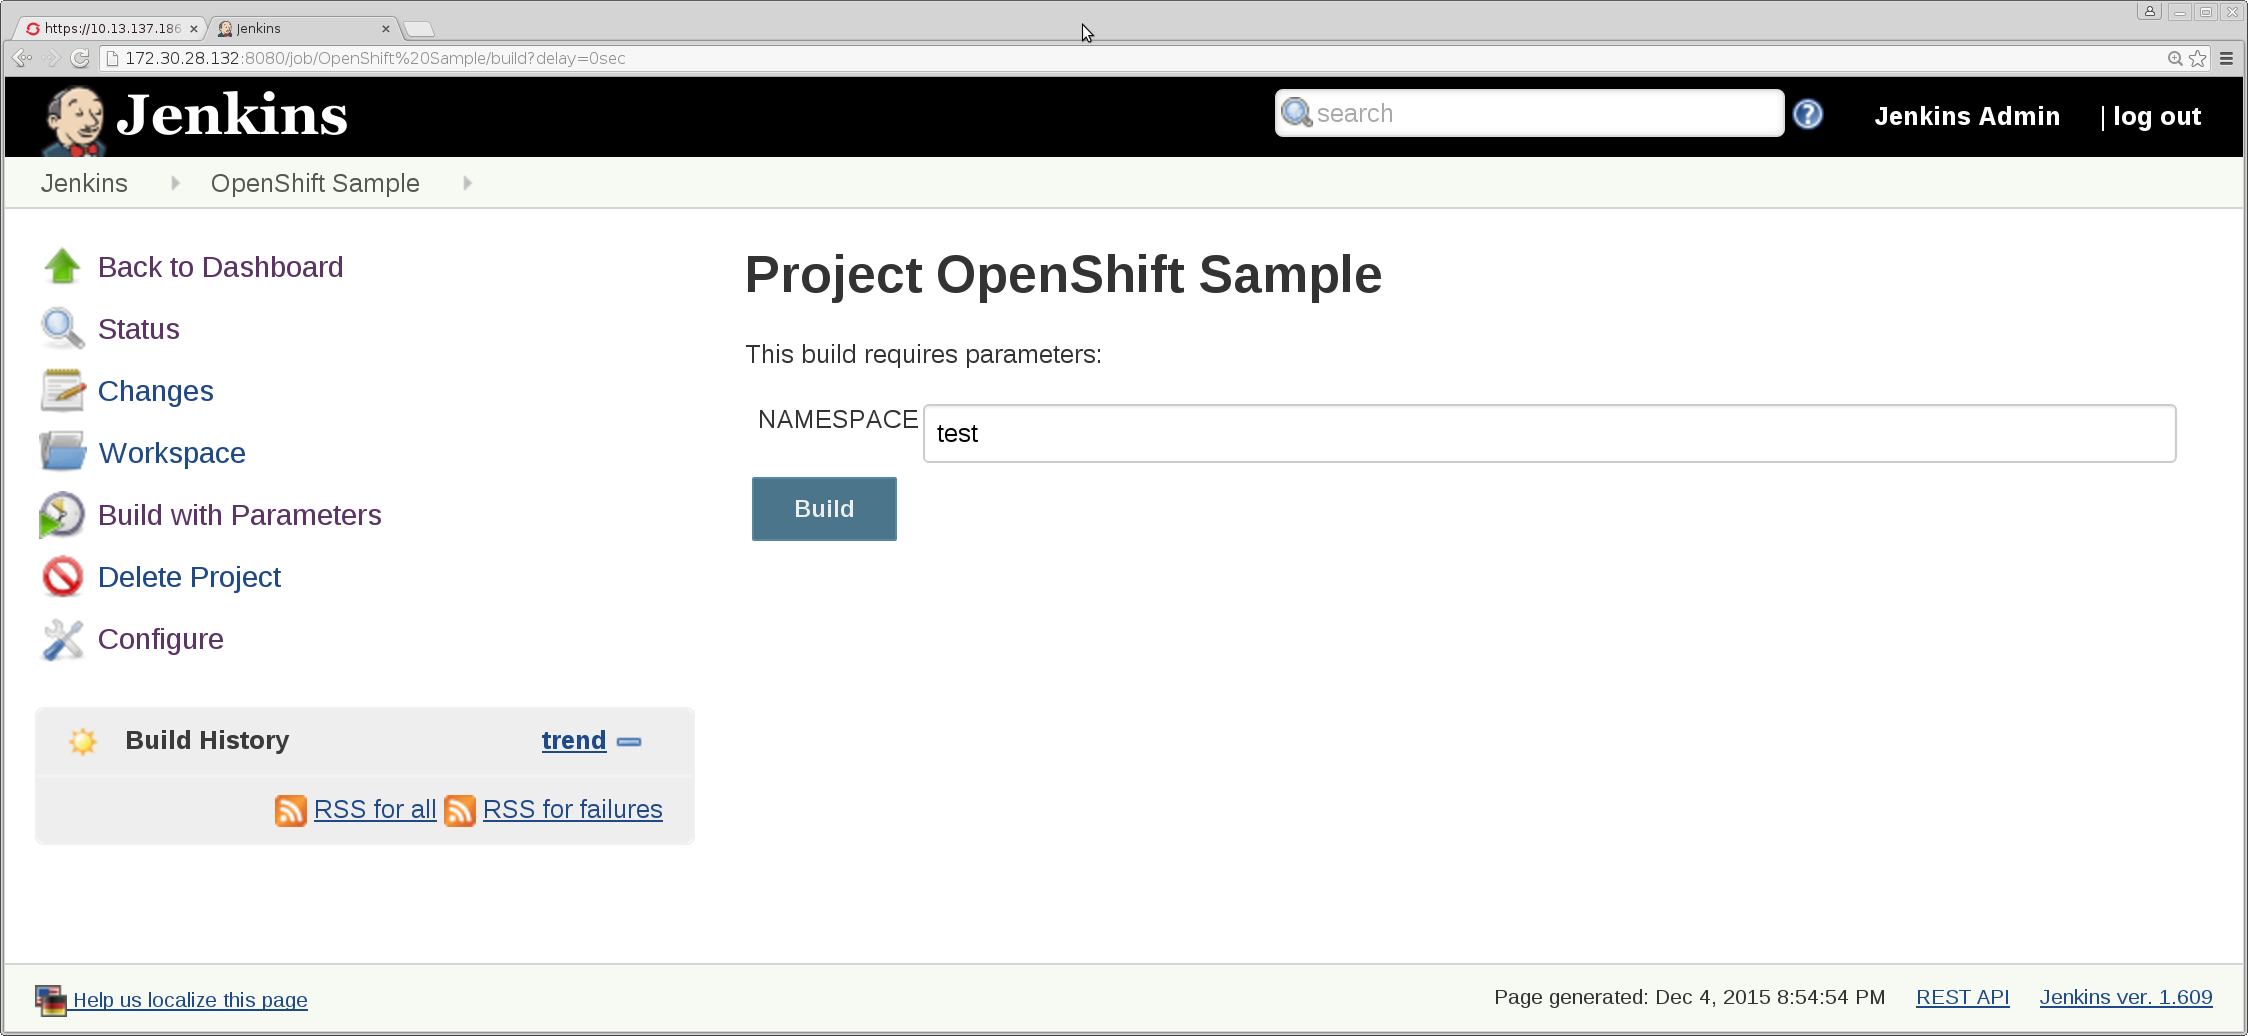 https://10.13.137.186
Jenkins
172.30.28.132:8080/job/OpenShift%20Sample/build?delay=0sec
Jenkins
search
?
Jenkins Admin
| log out
Jenkins
OpenShift Sample
Back to Dashboard
Status
Changes
Workspace
Build with Parameters
Delete Project
Configure
Project OpenShift Sample
This build requires parameters:
NAMESPACE
test
Build
Build History
trend
RSS for all
RSS for failures
Help us localize this page
Page generated: Dec 4, 2015 8:54:54 PM
REST API
Jenkins ver. 1.609